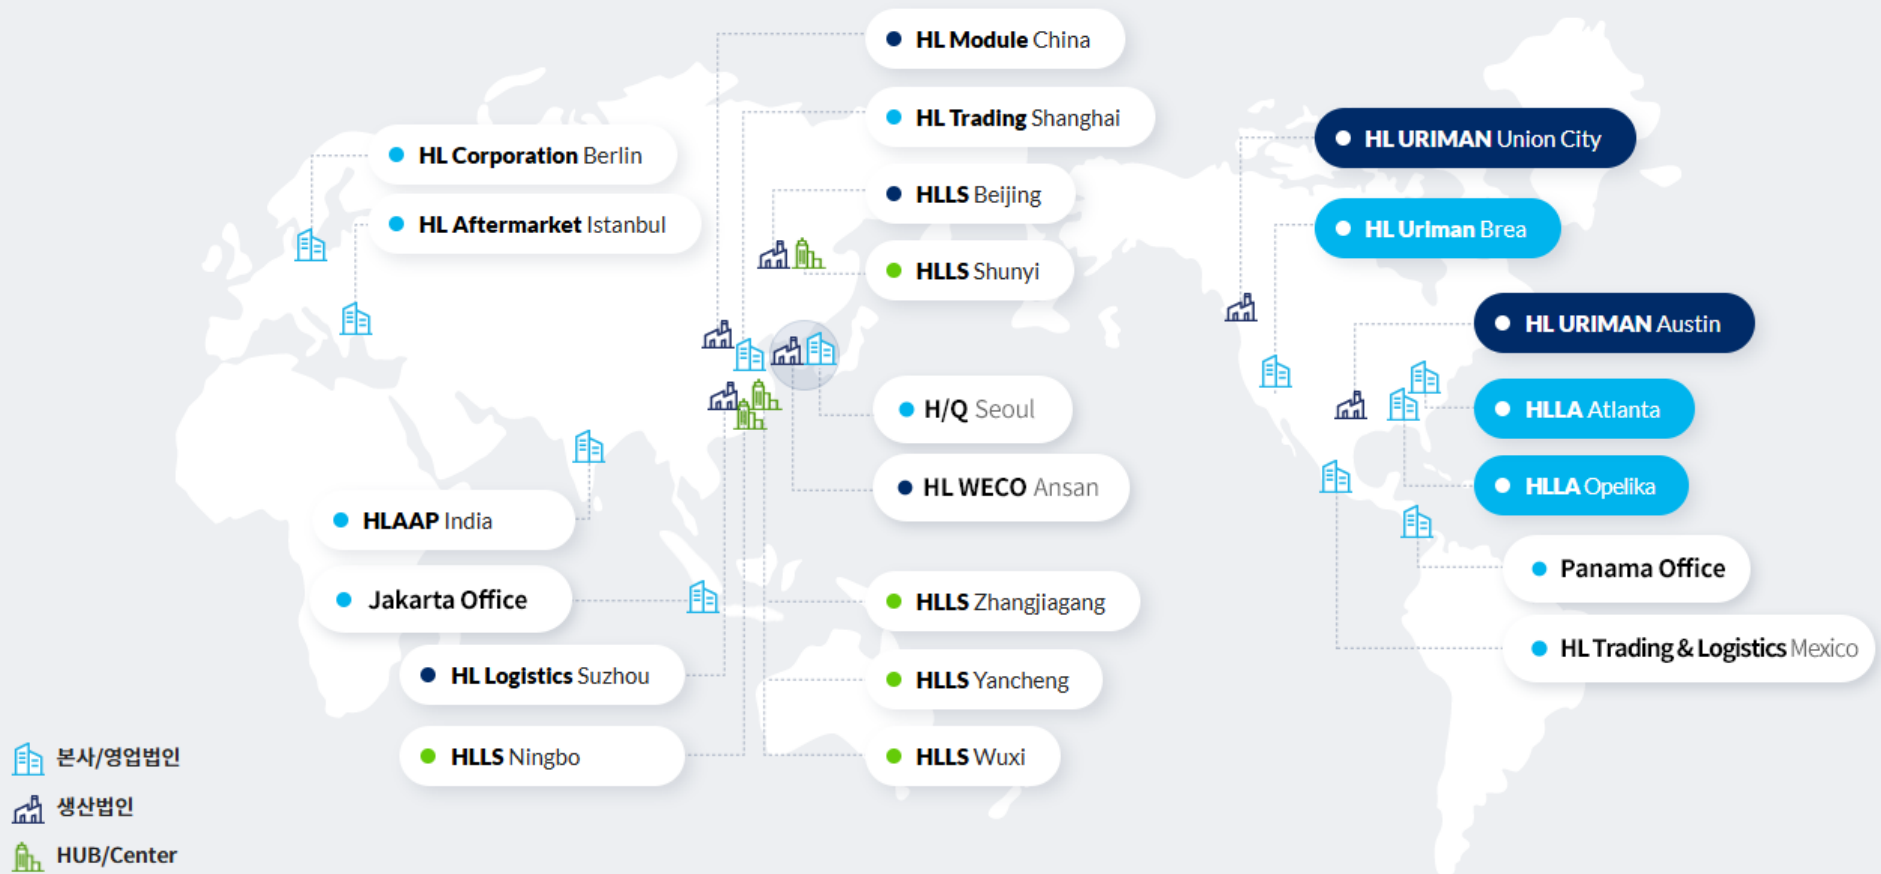 HL Module China
HL Trading Shanghai
HLLS Beijing
HLLS Shunyi
HL Corporation Berlin
HL Aftermarket Istanbul
HL URIMAN Union City
HL Uriman Brea
HL URIMAN Austin
HLLA Atlanta
HLLA Opelika
Panama Office
HL Trading & Logistics Mexico
H/Q Seoul
HL WECO Ansan
HLAAP India
Jakarta Office
HL Logistics Suzhou
HLLS Ningbo
HLLS Zhangjiagang
HLLS Yancheng
HLLS Wuxi
본사/영업법인
생산법인
HUB/Center